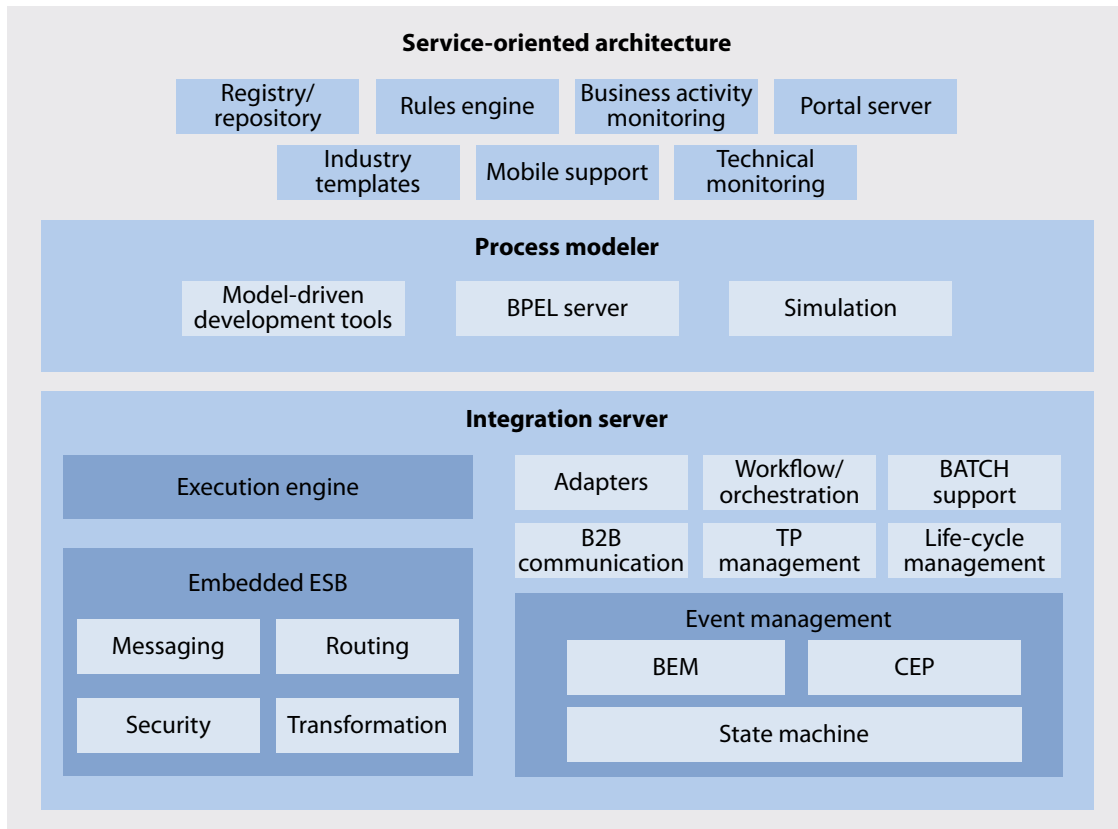 Service-oriented architecture
Registry/
repository
Rules engine
Business activity
monitoring
Portal server
Industry
templates
Mobile support
Technical
monitoring
Process modeler
Model-driven
development tools
BPEL server
Simulation
Integration server
Execution engine
Adapters
Workflow/
orchestration
BATCH
support
B2B
communication
TP
management
Life-cycle
management
Embedded ESB
Messaging
Routing
Security
Transformation
Event management
BEM
CEP
State machine